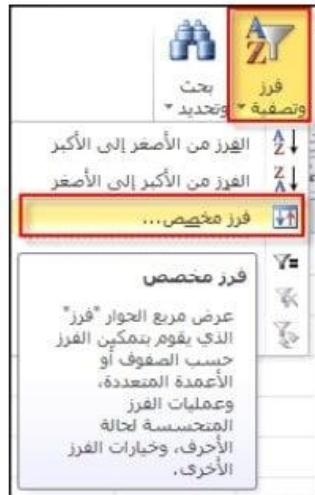 فرز
وتصفية
بحث
وتحديد
الفرز من الأصغر إلى الأكبر
الفرز من الأكبر إلى الأصغر
فرز مخصص...
فرز مخصص
عرض مربع الحوار "فرز"
الذي يقوم بتمكين الفرز
حسب الصفوف أو
الأعمدة المتعددة،
وعمليات الفرز
المتحسسة لحالة
الأحرف، وخيارات الفرز
الأخرى.